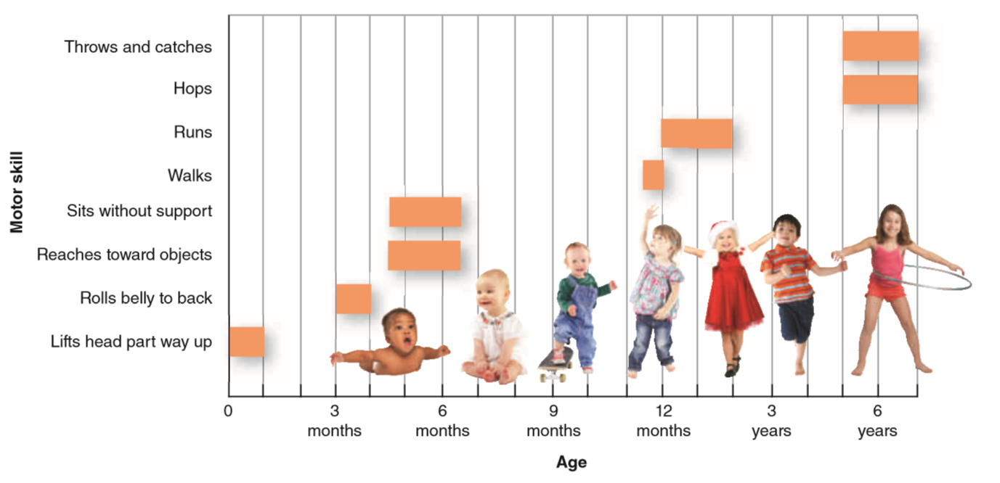 Motor skill
Throws and catches
Hops
Runs
Walks
Sits without support
Reaches toward objects
Rolls belly to back
Lifts head part way up
0 3 6 9 12 3 6
months months months months years years
Age